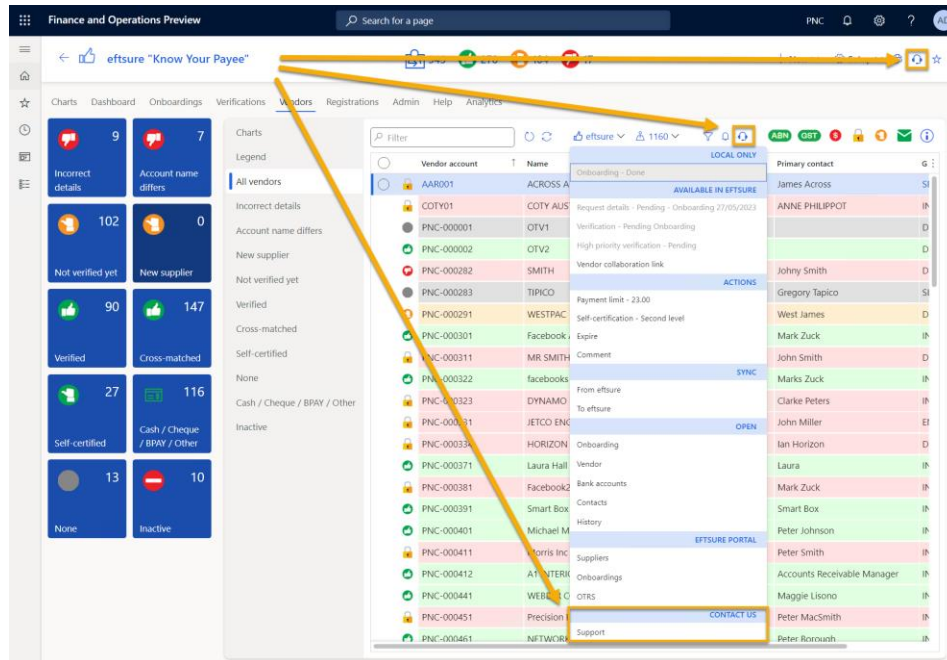 Finance and Operations Preview
Search for a page
PNC
?
eftsure "Know Your Payee"
Charts Dashboard Onboardings Verifications Vendors Registrations Admin Help Analytics
9
Incorrect details
7
Account name differs
102
Not verified yet
0
New supplier
90
Verified
147
Cross-matched
27
Self-certified
116
Cash / Cheque / BPAY / Other
13
None
10
Inactive
Charts
Legend
All vendors
Incorrect details
Account name differs
New supplier
Not verified yet
Verified
Cross-matched
Self-certified
None
Cash / Cheque / BPAY / Other
Inactive
Filter
eftsure
1160
ABN GST $
Vendor account ↑ Name Primary contact G
AAR001 ACROSS A James Across
COTY01 COTY AUS ANNE PHILIPPOT
PNC-000001 OTV1 D
PNC-000002 OTV2 D
PNC-000282 SMITH Johny Smith D
PNC-000283 TIPICO Gregory Tapico
PNC-000291 WESTPAC West James D
PNC-000301 Facebook Mark Zuck
PNC-000311 MR SMITH John Smith D
PNC-000322 facebooks Marks Zuck
DYNAMO Clarke Peters
JETCO ENG John Miller
HORIZON Ian Horizon D
PNC-000371 Laura Hall Laura
PNC-000381 Facebook2 Mark Zuck
PNC-000391 Smart Box Smart Box
PNC-000401 Michael M Peter Johnson
PNC-000411 Morris Inc Peter Smith
PNC-000412 Accounts Receivable Manager
PNC-000441 Maggie Lisono
PNC-000451 Precision Peter MacSmith
PNC-000461 NETWORK Peter Borough
LOCAL ONLY
Onboarding - Done
AVAILABLE IN EFTSURE
Request details - Pending - Onboarding 27/05/2023
Verification - Pending Onboarding
High priority verification - Pending
Vendor collaboration link
ACTIONS
Payment limit - 23.00
Self-certification - Second level
Expire
Comment
SYNC
From eftsure
To eftsure
OPEN
Onboarding
Vendor
Bank accounts
Contacts
History
EFTSURE PORTAL
Suppliers
Onboardings
OTRS
CONTACT US
Support